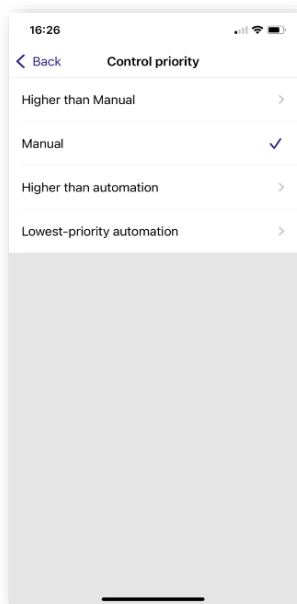 16:26
Back Control priority
Higher than Manual
Manual
Higher than automation
Lowest-priority automation